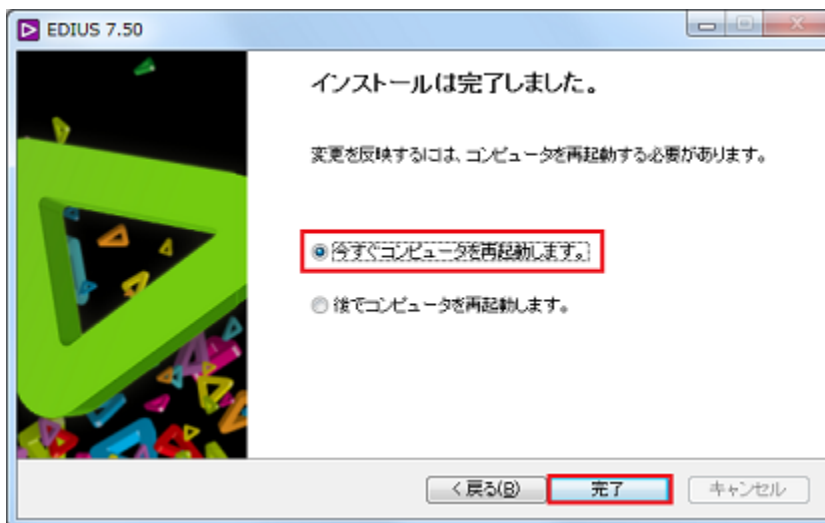 EDIUS 7.50
インストールは完了しました。
変更を反映するには、コンピュータを再起動する必要があります。
今すぐコンピュータを再起動します。
後でコンピュータを再起動します。
< 戻る(B)
完了
キャンセル